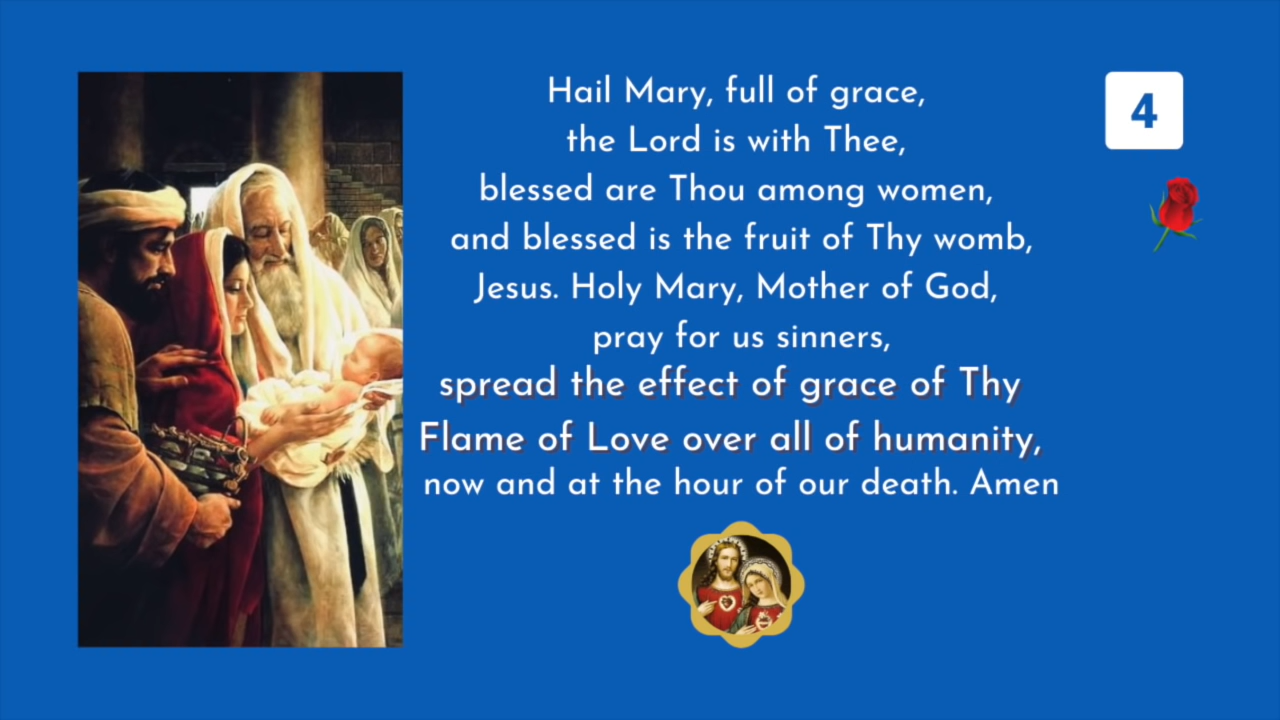 Hail Mary, full of grace,
the Lord is with Thee,
blessed are Thou among women,
and blessed is the fruit of Thy womb,
Jesus. Holy Mary, Mother of God,
pray for us sinners,
spread the effect of grace of Thy
Flame of Love over all of humanity,
now and at the hour of our death. Amen
4